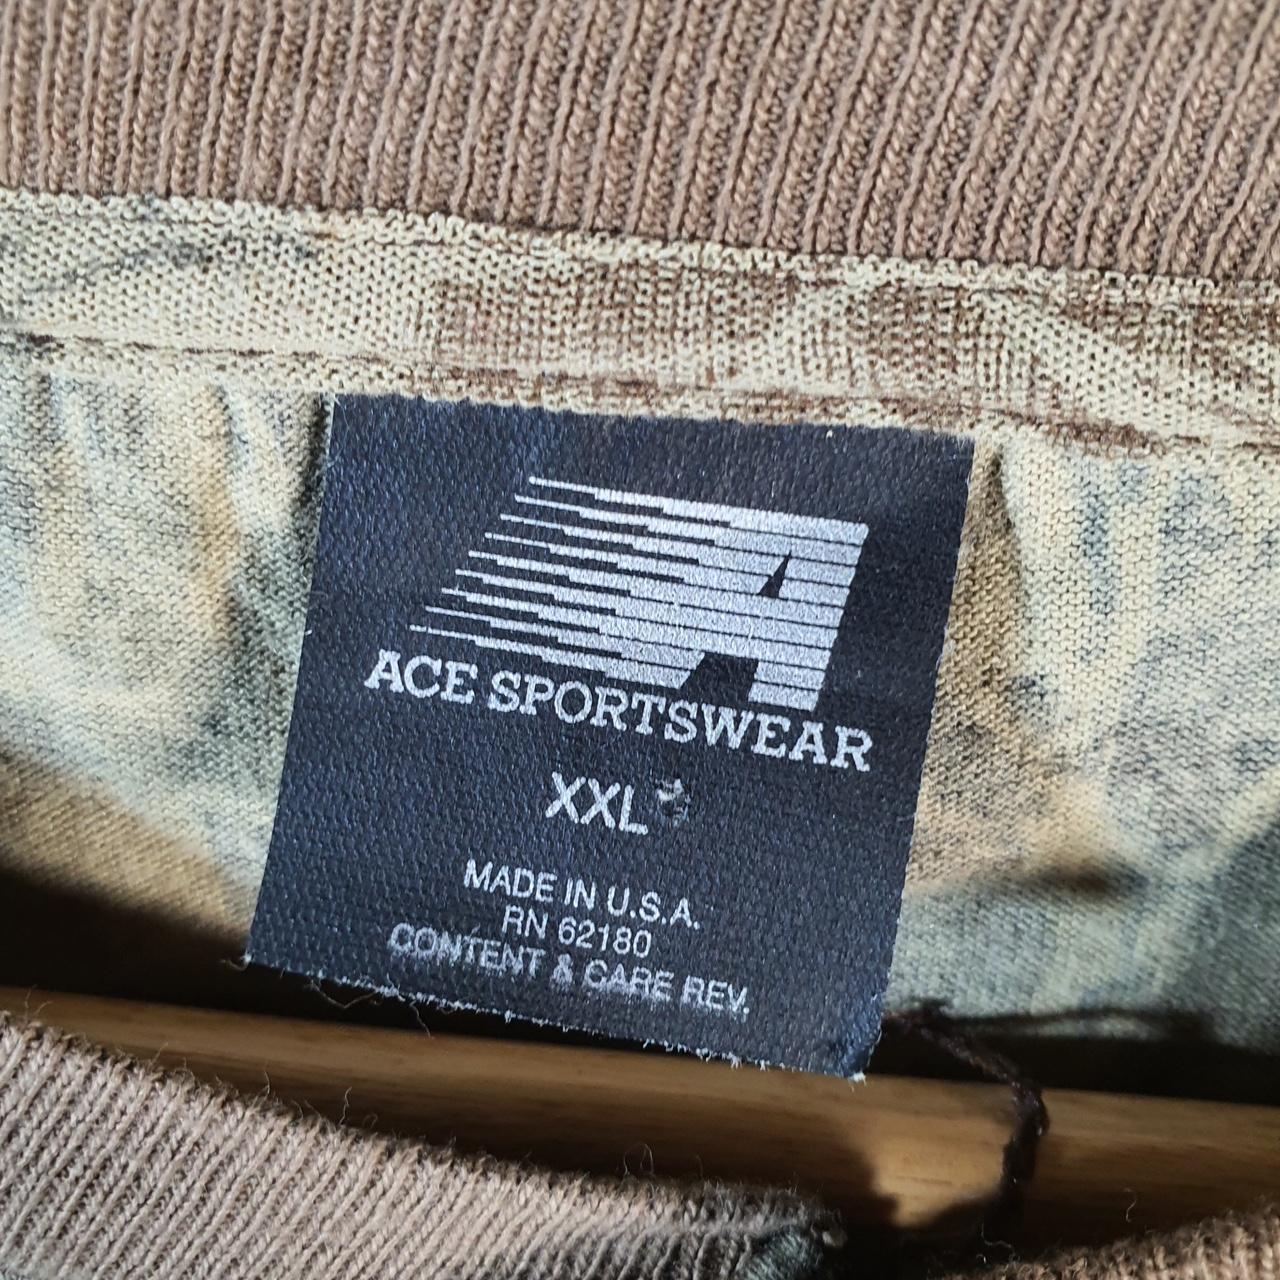 A
ACE SPORTSWEAR
XXL
MADE IN U.S.A.
RN 62180
CONTENT & CARE REV.